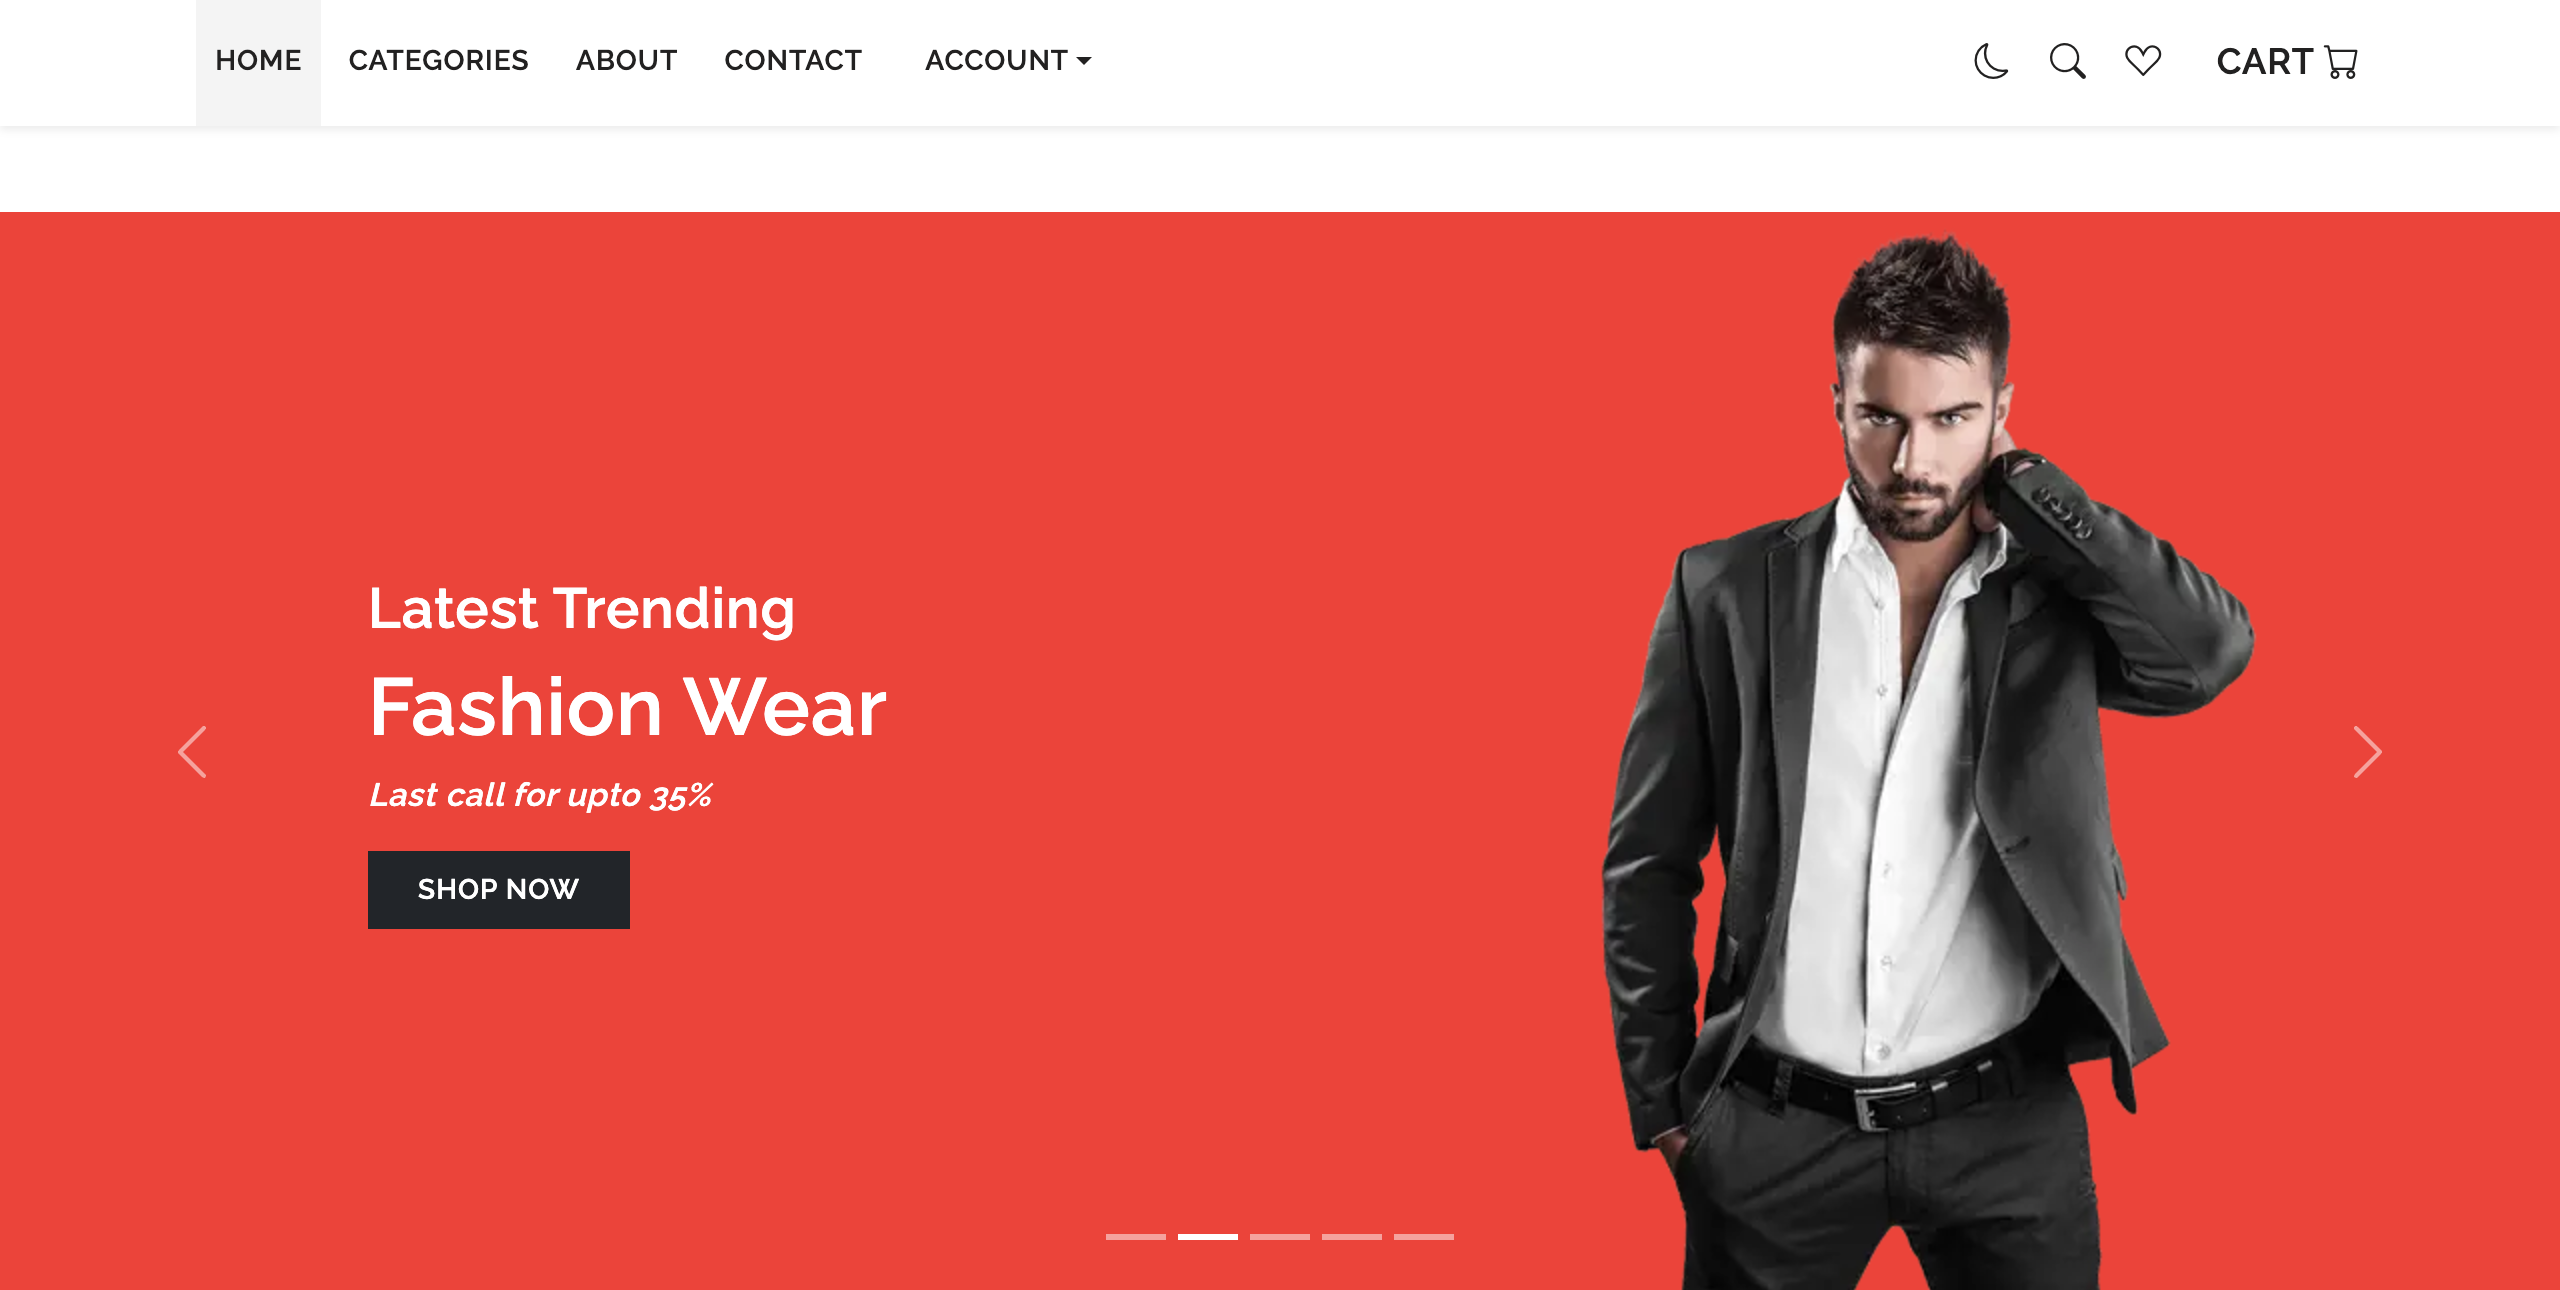 HOME CATEGORIES ABOUT CONTACT ACCOUNT CART
Latest Trending
Fashion Wear
Last call for upto 35%
SHOP NOW